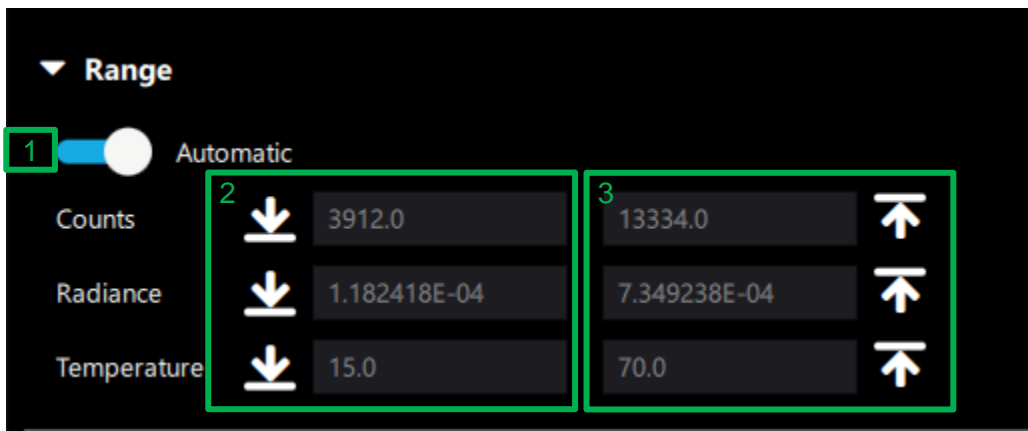 Range
1 Automatic
2 3
Counts 3912.0 13334.0
Radiance 1.182418E-04 7.349238E-04
Temperature 15.0 70.0